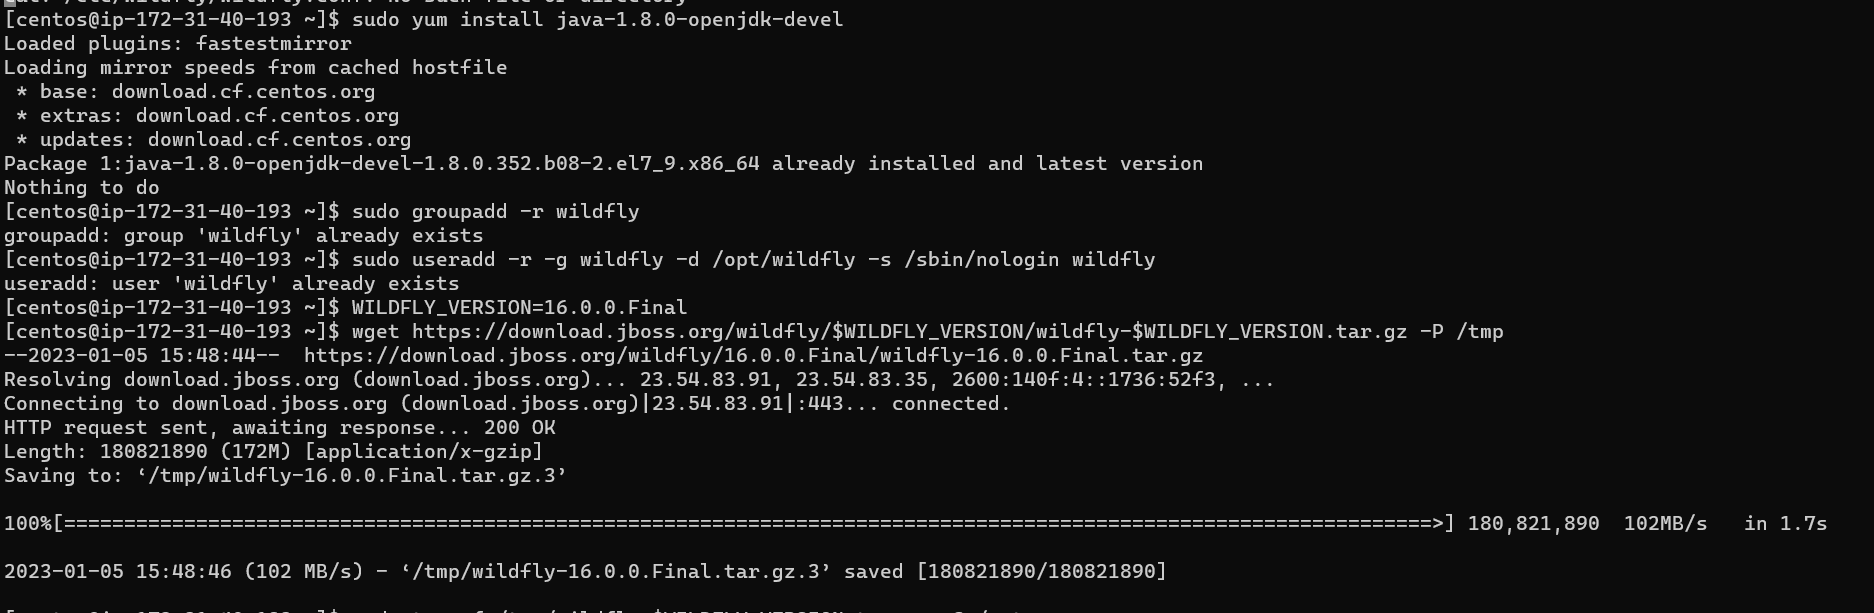 [centos@ip-172-31-40-193 ~]$ sudo yum install java-1.8.0-openjdk-devel
Loaded plugins: fastestmirror
Loading mirror speeds from cached hostfile
 * base: download.cf.centos.org
 * extras: download.cf.centos.org
 * updates: download.cf.centos.org
Package 1:java-1.8.0-openjdk-devel-1.8.0.352.b08-2.el7_9.x86_64 already installed and latest version
Nothing to do
[centos@ip-172-31-40-193 ~]$ sudo groupadd -r wildfly
groupadd: group 'wildfly' already exists
[centos@ip-172-31-40-193 ~]$ sudo useradd -r -g wildfly -d /opt/wildfly -s /sbin/nologin wildfly
useradd: user 'wildfly' already exists
[centos@ip-172-31-40-193 ~]$ WILDFLY_VERSION=16.0.0.Final
[centos@ip-172-31-40-193 ~]$ wget https://download.jboss.org/wildfly/$WILDFLY_VERSION/wildfly-$WILDFLY_VERSION.tar.gz -P /tmp
--2023-01-05 15:48:44--  https://download.jboss.org/wildfly/16.0.0.Final/wildfly-16.0.0.Final.tar.gz
Resolving download.jboss.org (download.jboss.org)... 23.54.83.91, 23.54.83.35, 2600:140f:4::1736:52f3, ...
Connecting to download.jboss.org (download.jboss.org)|23.54.83.91|:443... connected.
HTTP request sent, awaiting response... 200 OK
Length: 180821890 (172M) [application/x-gzip]
Saving to: ‘/tmp/wildfly-16.0.0.Final.tar.gz.3’
100%[==================================================================================================================>] 180,821,890  102MB/s   in 1.7s
2023-01-05 15:48:46 (102 MB/s) - ‘/tmp/wildfly-16.0.0.Final.tar.gz.3’ saved [180821890/180821890]